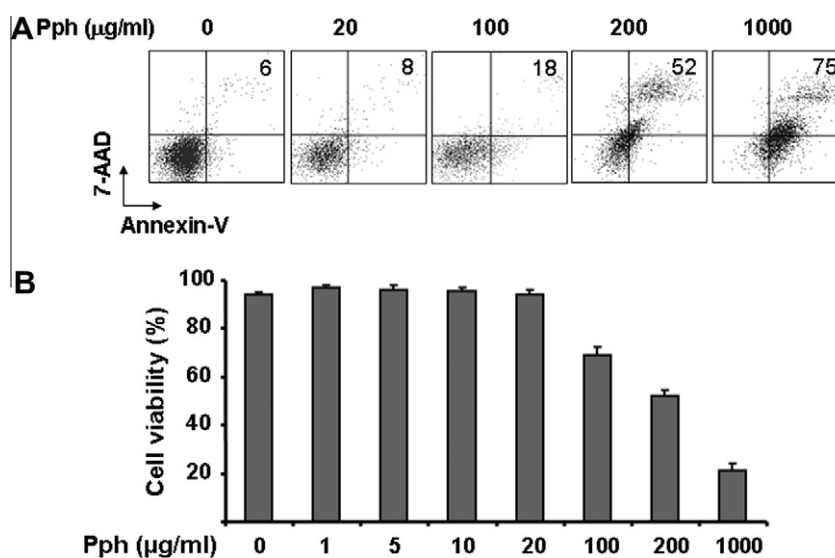 A Pph (μg/ml) 0 20 100 200 1000
6 8 18 52 75
7-AAD
Annexin-V
B
100
80
60
40
20
Cell viability (%)
Pph (μg/ml) 0 1 5 10 20 100 200 1000